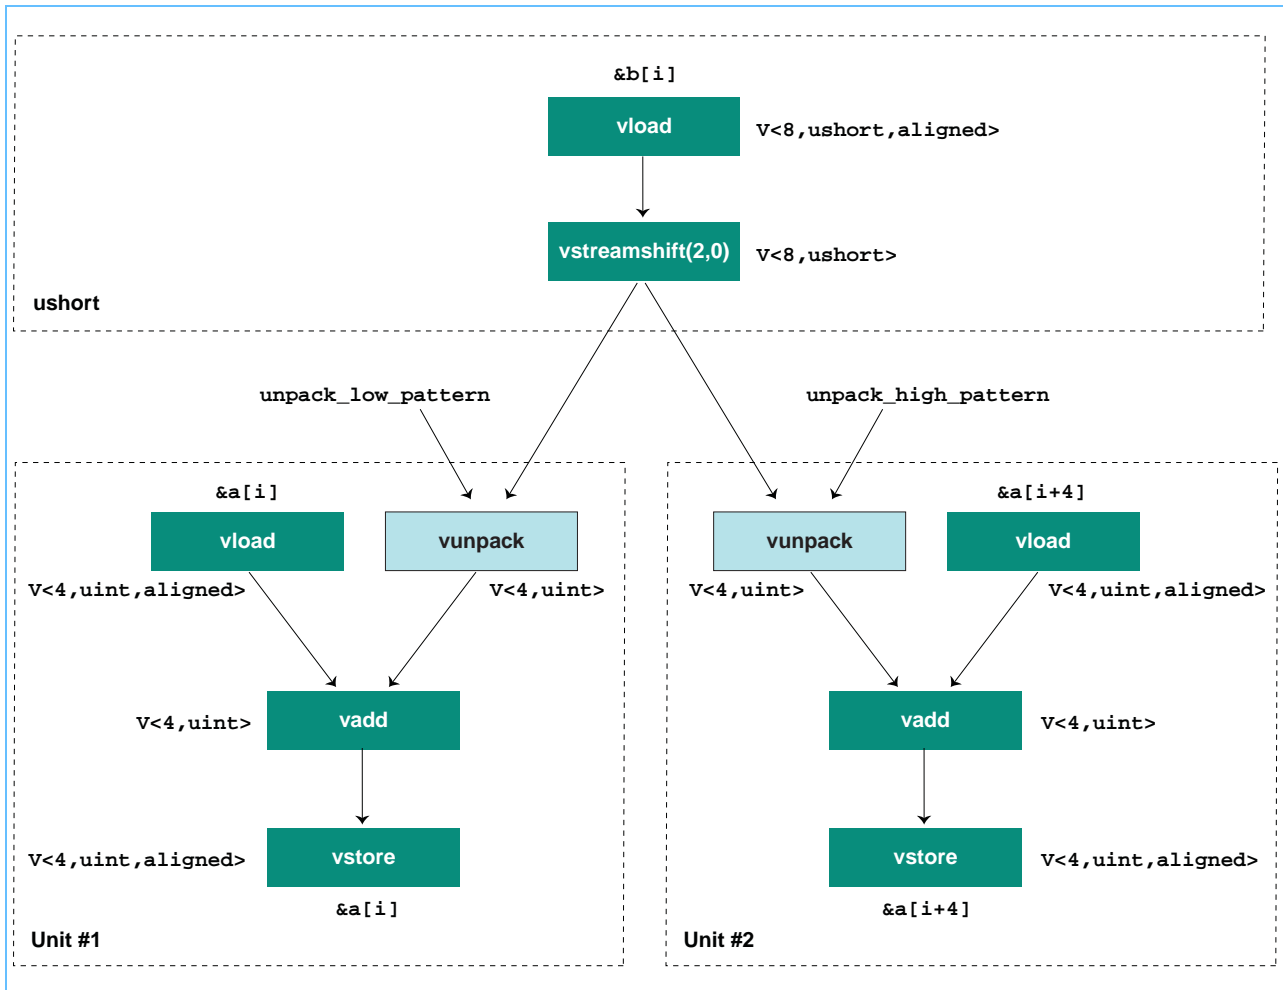 &b[i]
vload
V<8,ushort,aligned>
vstreamshift(2,0)
V<8,ushort>
ushort
unpack_low_pattern
unpack_high_pattern
&a[i]
vload
vunpack
V<4,uint,aligned>
V<4,uint>
vadd
V<4,uint>
vstore
V<4,uint,aligned>
&a[i]
Unit #1
&a[i+4]
vunpack
vload
V<4,uint>
V<4,uint,aligned>
vadd
V<4,uint>
vstore
V<4,uint,aligned>
&a[i+4]
Unit #2